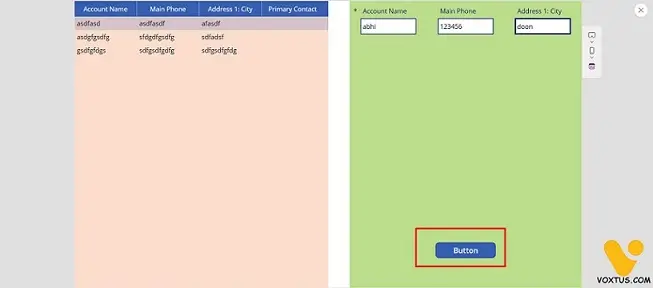 Account Name Main Phone Address 1: City Primary Contact
asdfasd asdfasdf afasdf
asdgfgsdfg sfdgdfgsdfg sdfadsf
gsdfgfdgs sdfgsdfgdfg sdfgsdfgfdg
* Account Name Main Phone Address 1: City
abhi 123456 doon
Button
VOXTUS.COM